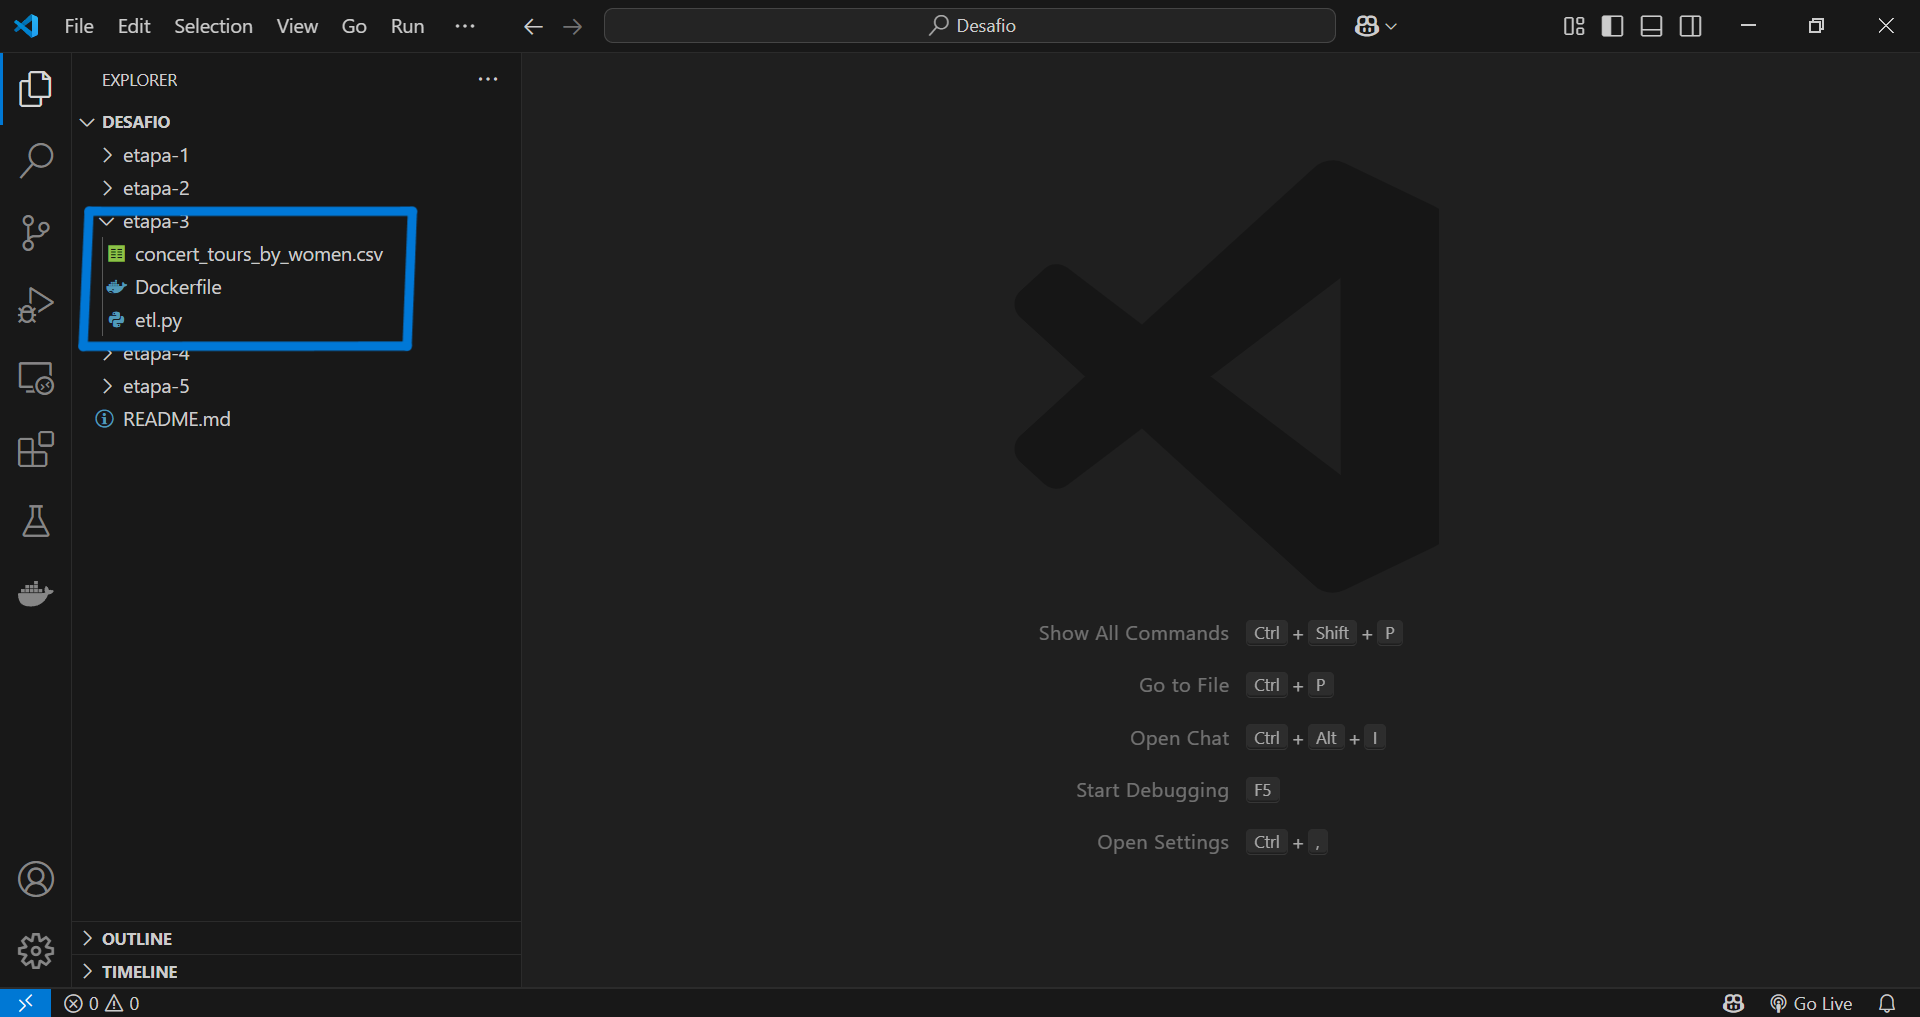 File Edit Selection View Go Run ··· Desafio
EXPLORER ···
DESAFIO
etapa-1
etapa-2
etapa-3
concert_tours_by_women.csv
Dockerfile
etl.py
etapa-4
etapa-5
README.md
Show All Commands Ctrl + Shift + P
Go to File Ctrl + P
Open Chat Ctrl + Alt + I
Start Debugging F5
Open Settings Ctrl + ,
OUTLINE
TIMELINE
0 0 Go Live